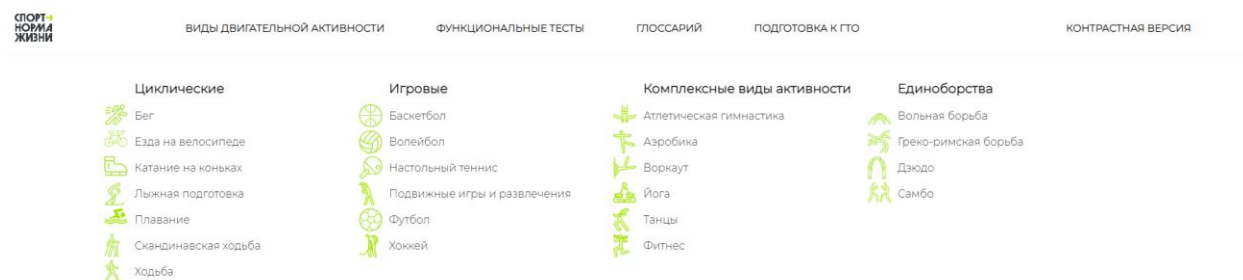 СПОРТ
НОРМА
ЖИЗНИ
ВИДЫ ДВИГАТЕЛЬНОЙ АКТИВНОСТИ
ФУНКЦИОНАЛЬНЫЕ ТЕСТЫ
ГЛОССАРИЙ
ПОДГОТОВКА К ГТО
КОНТРАСТНАЯ ВЕРСИЯ
Циклические
Бег
Езда на велосипеде
Катание на коньках
Лыжная подготовка
Плавание
Скандинавская ходьба
Ходьба
Игровые
Баскетбол
Волейбол
Настольный теннис
Подвижные игры и развлечения
Футбол
Хоккей
Комплексные виды активности
Атлетическая гимнастика
Аэробика
Воркаут
Йога
Танцы
Фитнес
Единоборства
Вольная борьба
Греко-римская борьба
Дзюдо
Самбо